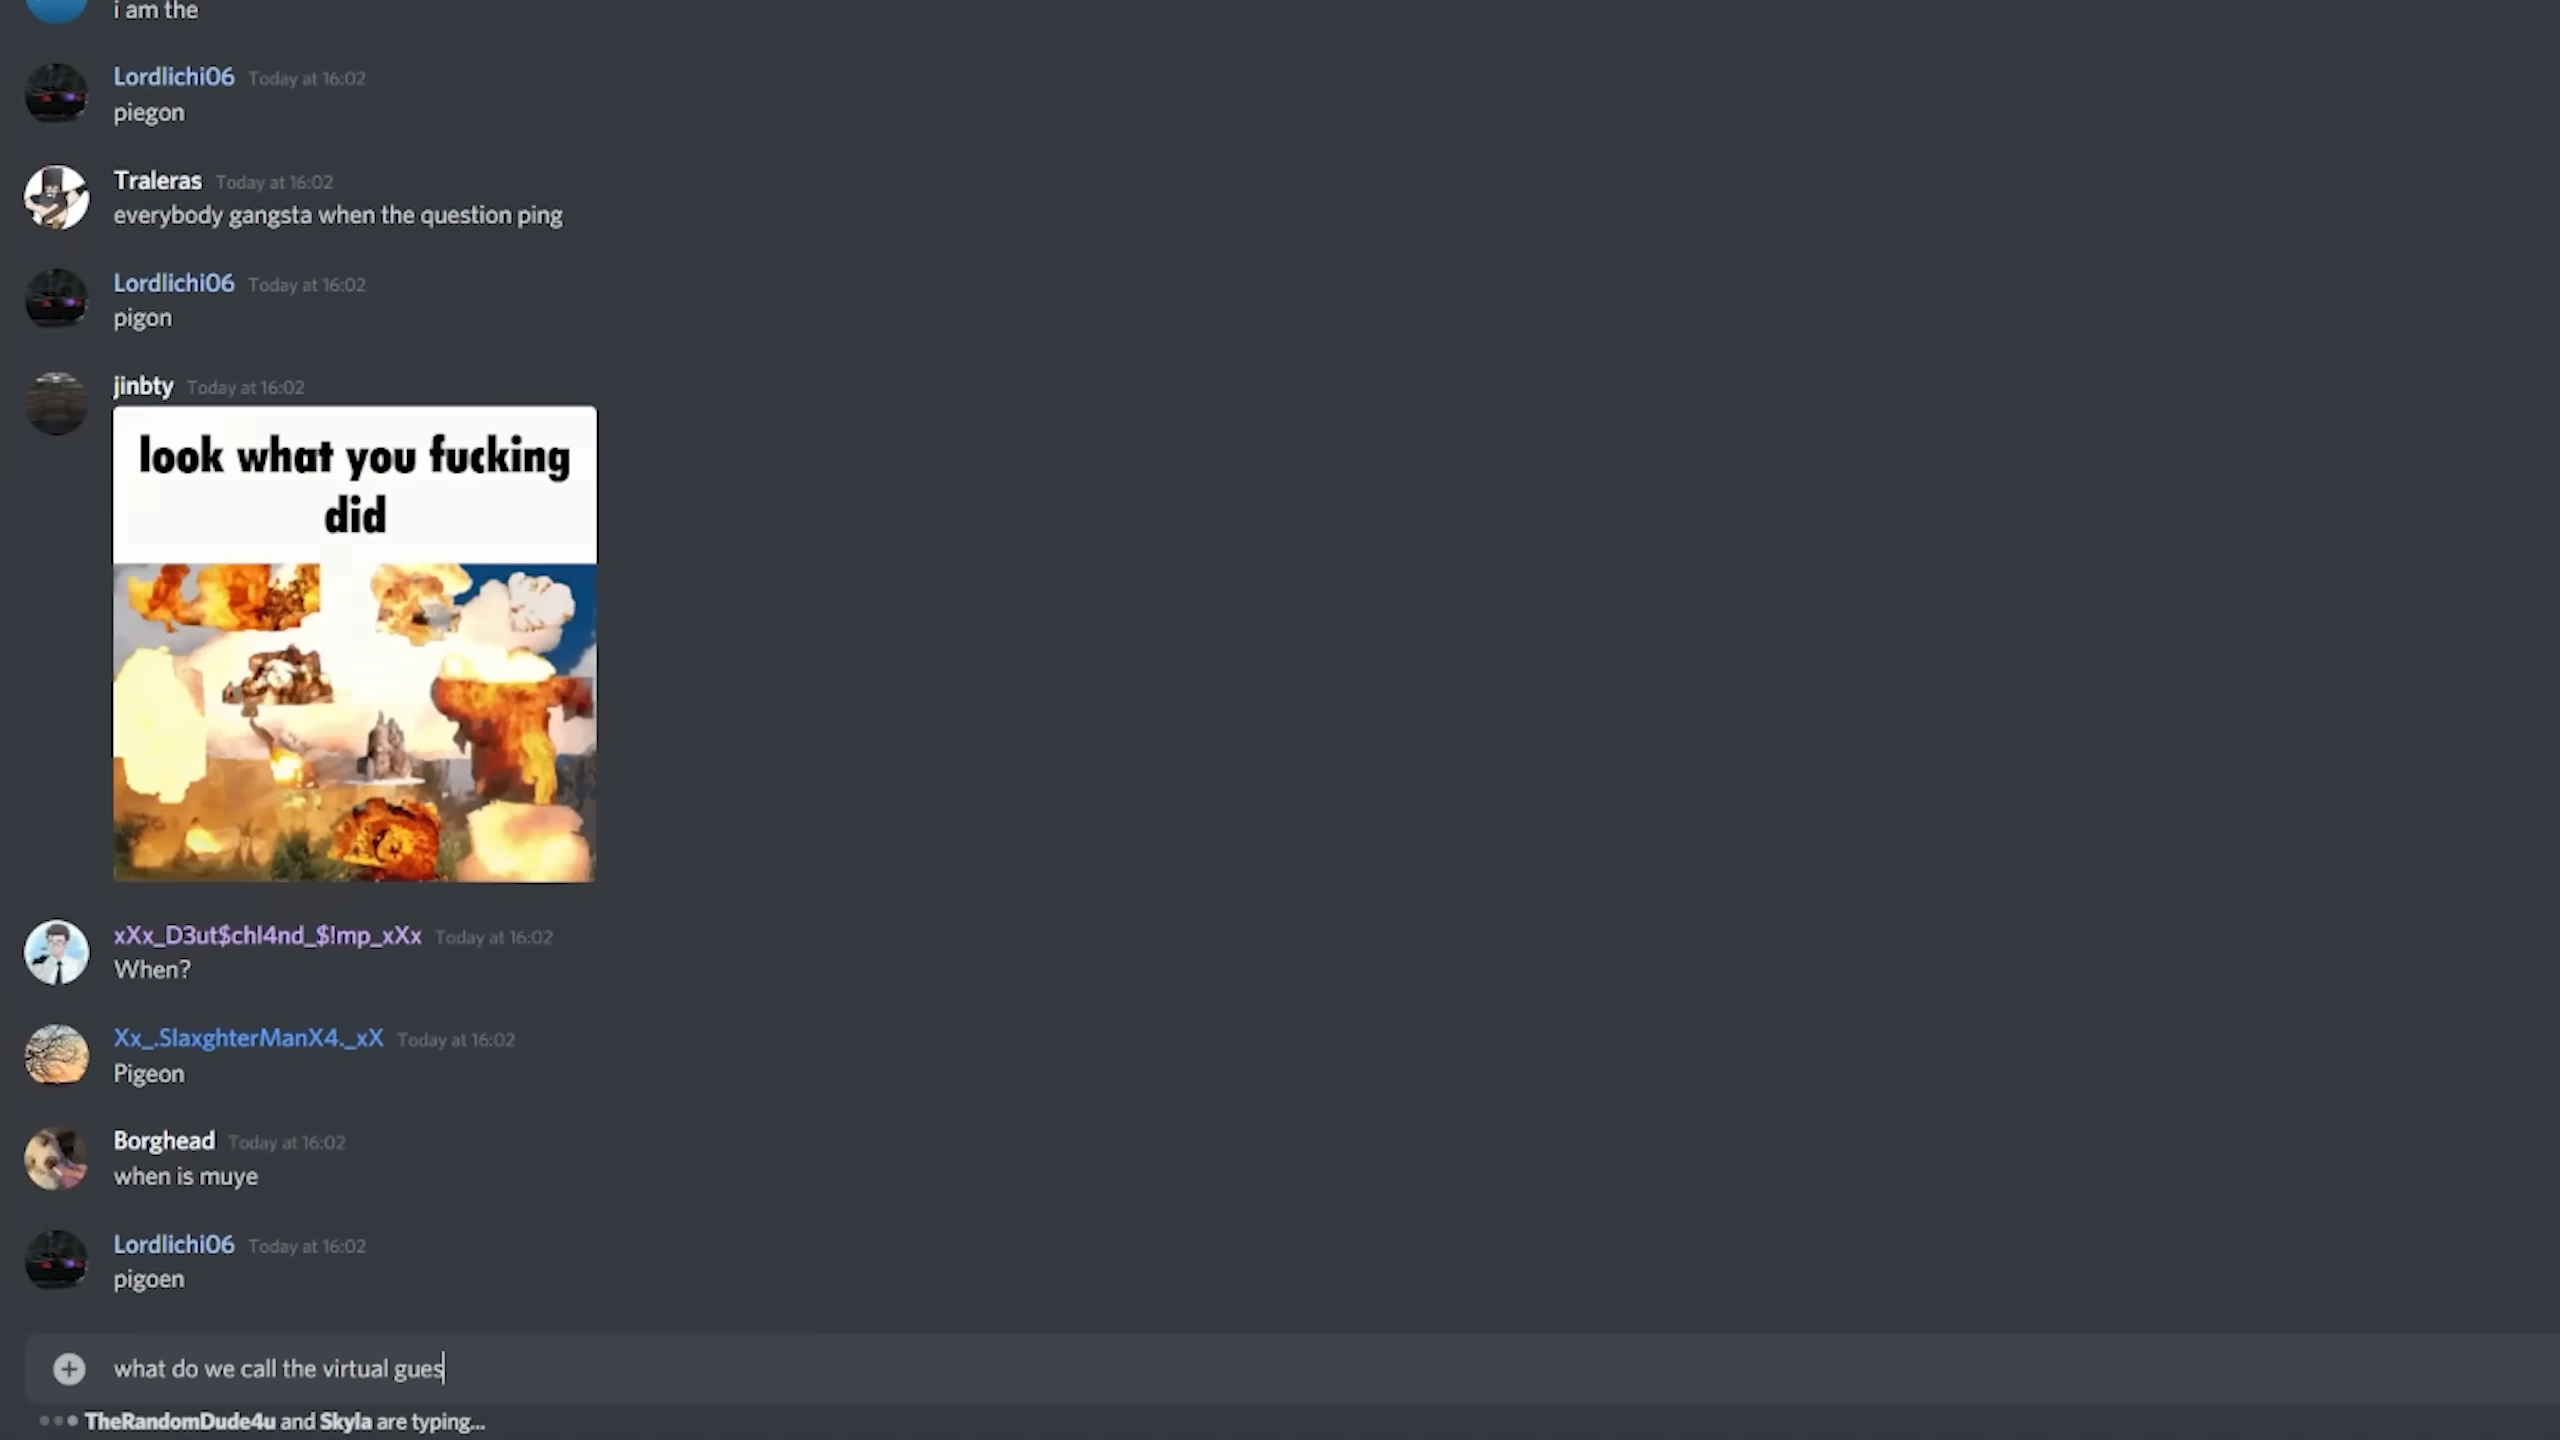 i am the
Lordlichi06 Today at 16:02
piegon
Traleras Today at 16:02
everybody gangsta when the question ping
Lordlichi06 Today at 16:02
pigon
jinbty Today at 16:02
look what you fucking
did
xXx_D3ut$chl4nd_$!mp_xXx Today at 16:02
When?
Xx_.SlaxghterManX4._xX Today at 16:02
Pigeon
Borghead Today at 16:02
when is muye
Lordlichi06 Today at 16:02
pigoen
what do we call the virtual gues
TheRandomDude4u and Skyla are typing...